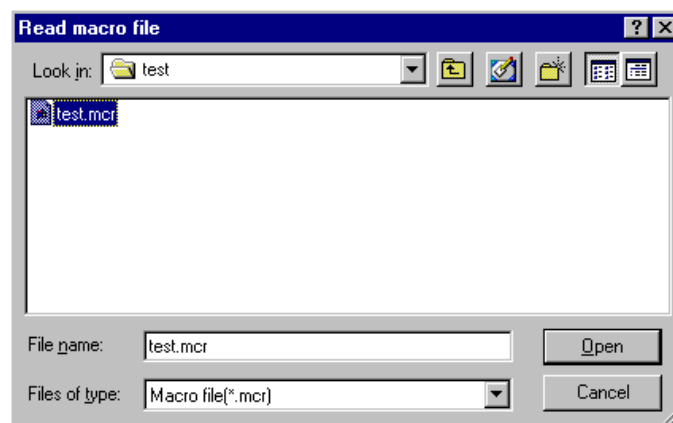 Read macro file
Look in: test
test.mcr
File name: test.mcr Open
Files of type: Macro file(*.mcr) Cancel